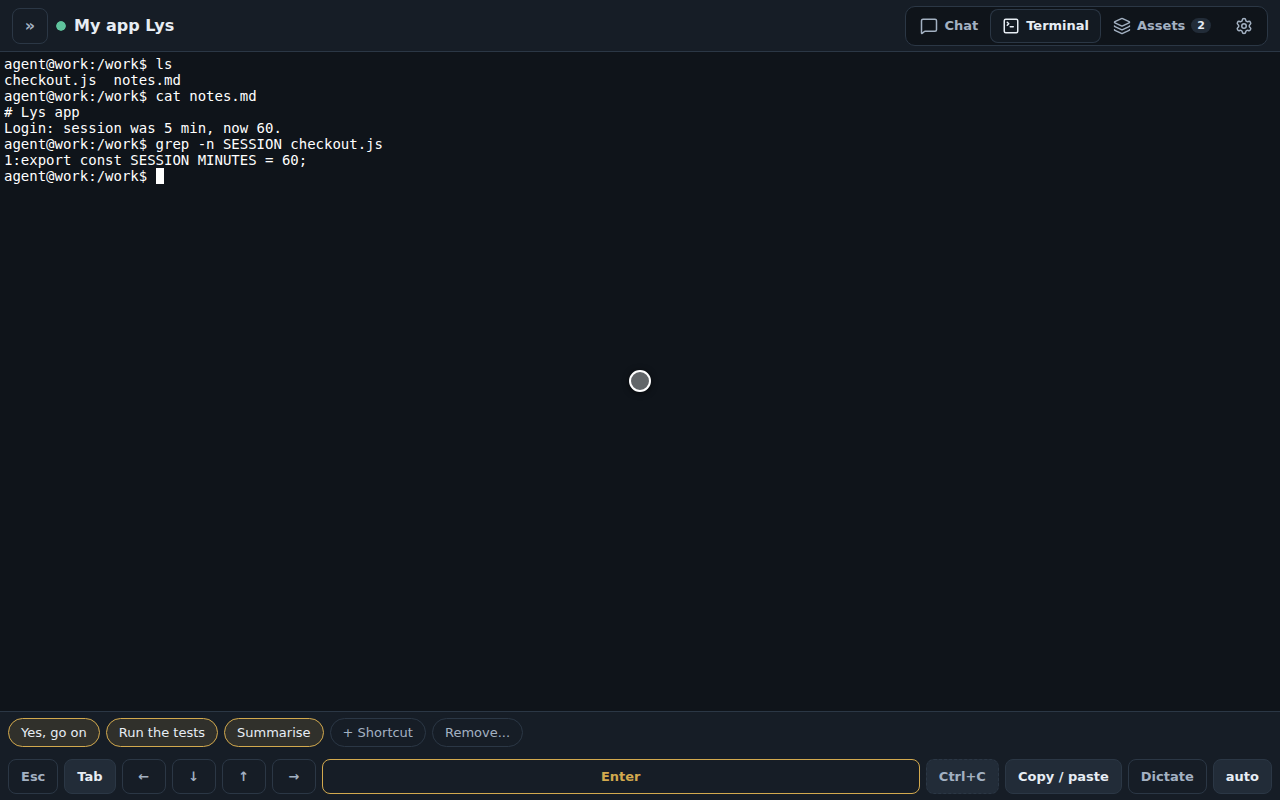 »
My app Lys
Chat
Terminal
Assets 2
agent@work:/work$ ls
checkout.js  notes.md
agent@work:/work$ cat notes.md
# Lys app
Login: session was 5 min, now 60.
agent@work:/work$ grep -n SESSION checkout.js
1:export const SESSION MINUTES = 60;
agent@work:/work$
Yes, go on
Run the tests
Summarise
+ Shortcut
Remove...
Esc
Tab
←
↓
↑
→
Enter
Ctrl+C
Copy / paste
Dictate
auto